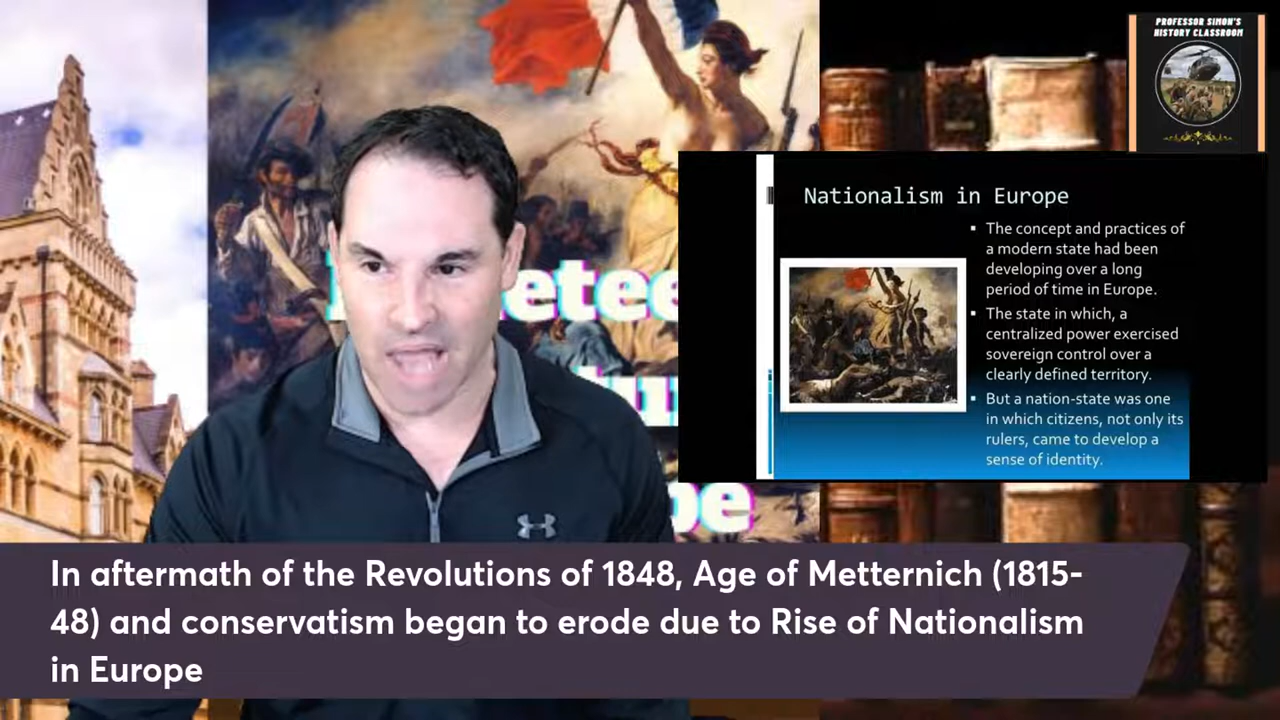 PROFESSOR SIMON'S
HISTORY CLASSROOM
Nationalism in Europe
The concept and practices of
a modern state had been
developing over a long
period of time in Europe.
The state in which, a
centralized power exercised
sovereign control over a
clearly defined territory.
But a nation-state was one
in which citizens, not only its
rulers, came to develop a
sense of identity.
In aftermath of the Revolutions of 1848, Age of Metternich (1815-
48) and conservatism began to erode due to Rise of Nationalism
in Europe